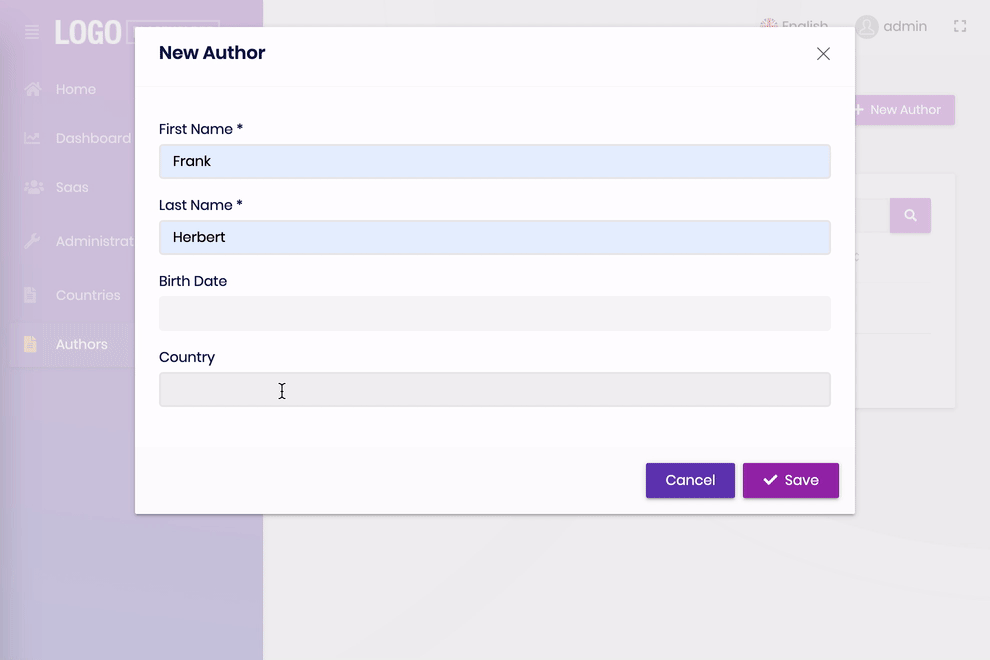 LOGO
English
admin
New Author
Home
Dashboard
Saas
Administrat
Countries
Authors
New Author
First Name *
Frank
Last Name *
Herbert
Birth Date
Country
Cancel
Save